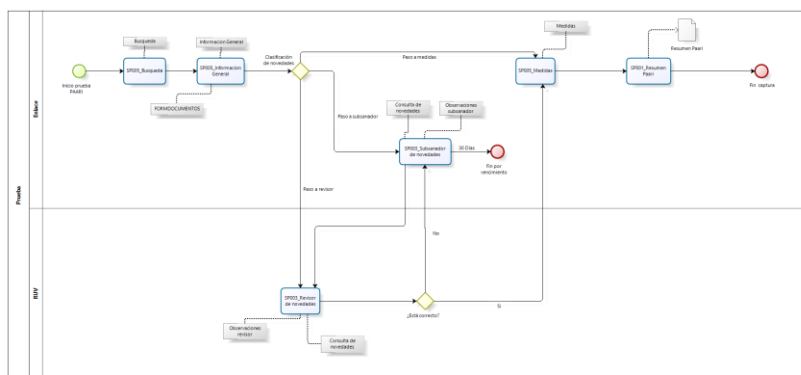 Prueba
Enlace
RUV
Inicio prueba
PAARI
Busqueda
SP005_Busqueda
Informacion General
SP005_Informacion
General
FORMDOCUMENTOS
Clasificación
de novedades
Paso a medidas
Paso a subsanador
Paso a revisor
Consulta de
novedades
Observaciones
subsanador
SP003_Subsanador
de novedades
30 Días
Fin por
vencimiento
Medidas
SP005_Medidas
Resumen Paari
Paari
Fin captura
No
Si
SP003_Revisor
de novedades
¿Está correcto?
Observaciones
revisor
Consulta de
novedades